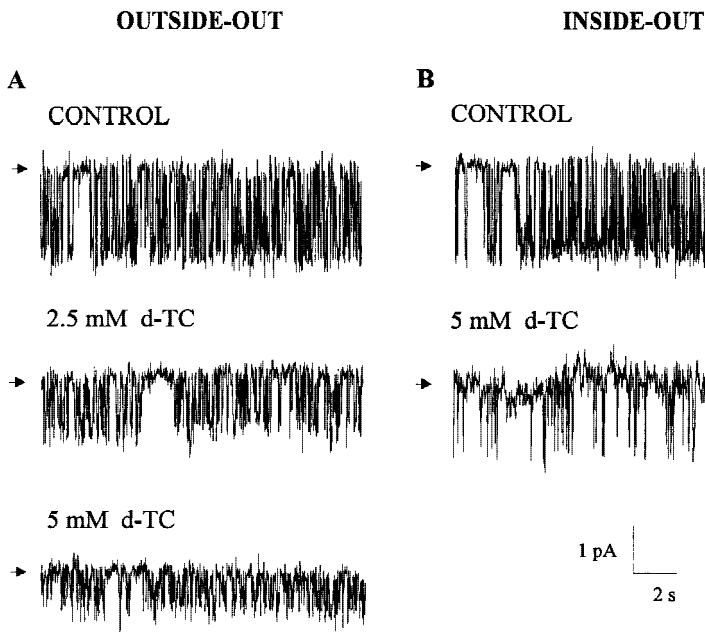 OUTSIDE-OUT
INSIDE-OUT
A
B
CONTROL
CONTROL
2.5 mM d-TC
5 mM d-TC
5 mM d-TC
1 pA
2 s